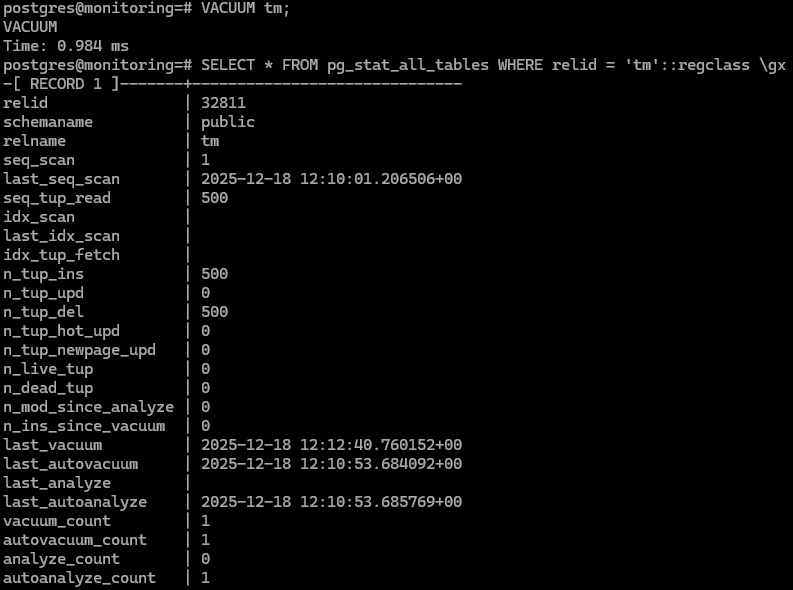 postgres@monitoring=# VACUUM tm;
VACUUM
Time: 0.984 ms
postgres@monitoring=# SELECT * FROM pg_stat_all_tables WHERE relid = 'tm'::regclass \gx
-[ RECORD 1 ]-------+------------------------------
relid               | 32811
schemaname          | public
relname             | tm
seq_scan            | 1
last_seq_scan       | 2025-12-18 12:10:01.206506+00
seq_tup_read        | 500
idx_scan            |
last_idx_scan       |
idx_tup_fetch       |
n_tup_ins           | 500
n_tup_upd           | 0
n_tup_del           | 500
n_tup_hot_upd       | 0
n_tup_newpage_upd   | 0
n_live_tup          | 0
n_dead_tup          | 0
n_mod_since_analyze | 0
n_ins_since_vacuum  | 0
last_vacuum         | 2025-12-18 12:12:40.760152+00
last_autovacuum     | 2025-12-18 12:10:53.684092+00
last_analyze        |
last_autoanalyze    | 2025-12-18 12:10:53.685769+00
vacuum_count        | 1
autovacuum_count    | 1
analyze_count       | 0
autoanalyze_count   | 1